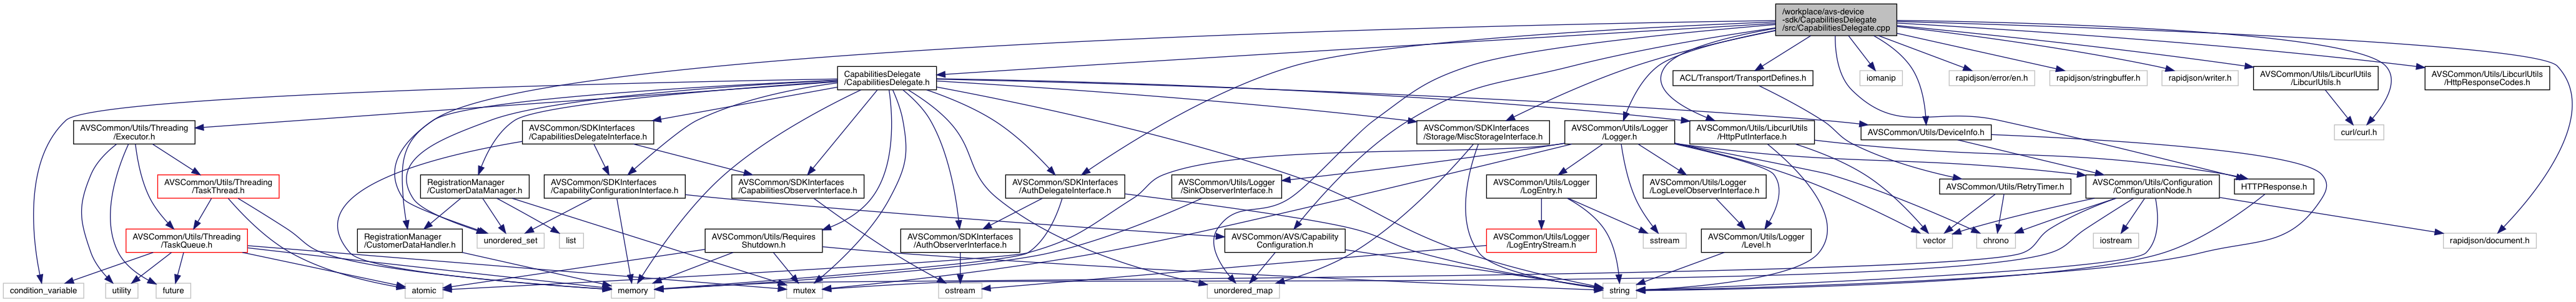 /workplace/avs-device
-sdk/CapabilitiesDelegate
/src/CapabilitiesDelegate.cpp
CapabilitiesDelegate
/CapabilitiesDelegate.h
ACL/Transport/TransportDefines.h
iomanip
rapidjson/error/en.h
rapidjson/stringbuffer.h
rapidjson/writer.h
AVSCommon/Utils/LibcurlUtils
/LibcurlUtils.h
AVSCommon/Utils/LibcurlUtils
/HttpResponseCodes.h
AVSCommon/Utils/Threading
/Executor.h
AVSCommon/SDKInterfaces
/CapabilitiesDelegateInterface.h
AVSCommon/SDKInterfaces
/Storage/MiscStorageInterface.h
AVSCommon/Utils/Logger
/Logger.h
AVSCommon/Utils/LibcurlUtils
/HttpPutInterface.h
AVSCommon/Utils/DeviceInfo.h
curl/curl.h
AVSCommon/Utils/Threading
/TaskThread.h
RegistrationManager
/CustomerDataManager.h
AVSCommon/SDKInterfaces
/CapabilityConfigurationInterface.h
AVSCommon/SDKInterfaces
/CapabilitiesObserverInterface.h
AVSCommon/SDKInterfaces
/AuthDelegateInterface.h
AVSCommon/Utils/Logger
/SinkObserverInterface.h
AVSCommon/Utils/Logger
/LogEntry.h
AVSCommon/Utils/Logger
/LogLevelObserverInterface.h
AVSCommon/Utils/RetryTimer.h
AVSCommon/Utils/Configuration
/ConfigurationNode.h
HTTPResponse.h
AVSCommon/Utils/Threading
/TaskQueue.h
RegistrationManager
/CustomerDataHandler.h
unordered_set
list
AVSCommon/Utils/Requires
Shutdown.h
AVSCommon/SDKInterfaces
/AuthObserverInterface.h
AVSCommon/AVS/Capability
Configuration.h
AVSCommon/Utils/Logger
/LogEntryStream.h
sstream
AVSCommon/Utils/Logger
/Level.h
vector
chrono
iostream
rapidjson/document.h
condition_variable
utility
future
atomic
memory
mutex
ostream
unordered_map
string